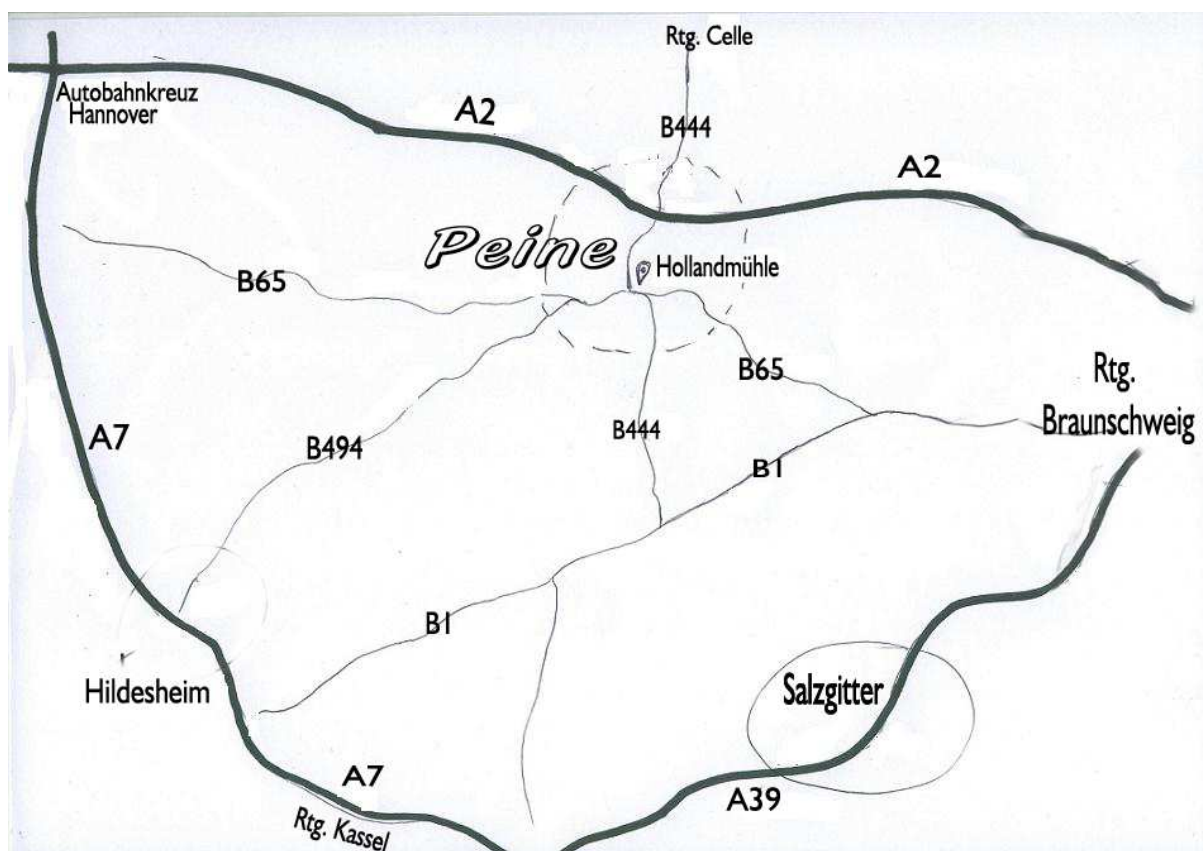 Rtg. Celle
Autobahnkreuz
Hannover
A2
B444
A2
Peine
Hollandmühle
B65
B65
Rtg.
Braunschweig
A7
B494
B444
B1
B1
Hildesheim
Salzgitter
A7
A39
Rtg. Kassel